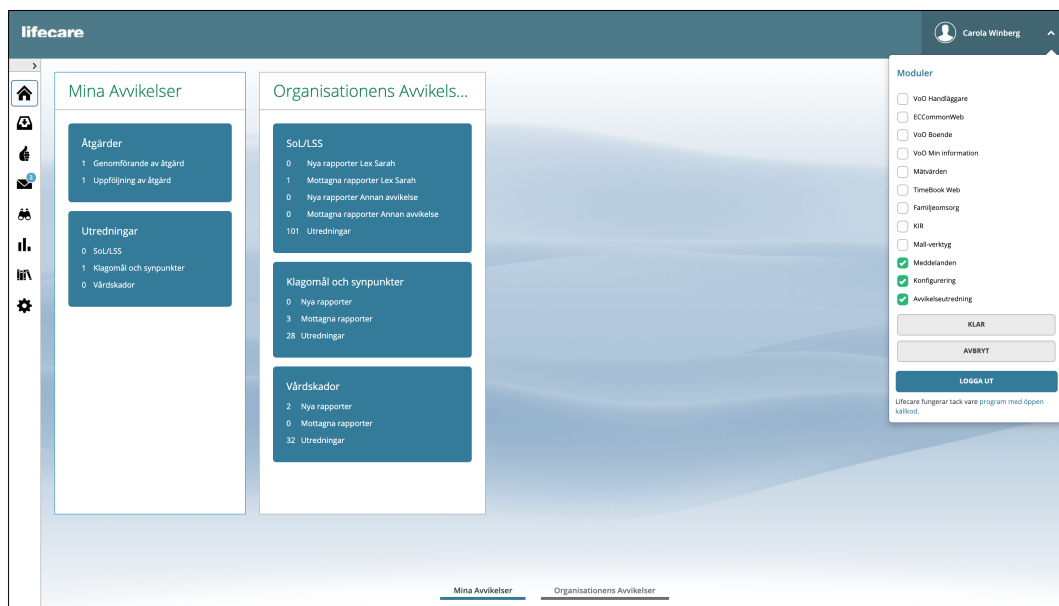 lifecare
Carola Winberg
2
Mina Avvikelser
Åtgärder
1 Genomförande av åtgärd
1 Uppföljning av åtgärd
Utredningar
0 SoL/LSS
1 Klagomål och synpunkter
0 Vårdskador
Organisationens Avvikels...
SoL/LSS
0 Nya rapporter Lex Sarah
1 Mottagna rapporter Lex Sarah
0 Nya rapporter Annan avvikelse
0 Mottagna rapporter Annan avvikelse
101 Utredningar
Klagomål och synpunkter
0 Nya rapporter
3 Mottagna rapporter
28 Utredningar
Vårdskador
2 Nya rapporter
0 Mottagna rapporter
32 Utredningar
Moduler
VoO Handläggare
ECCommonWeb
VoO Boende
VoO Min information
Mätvärden
TimeBook Web
Familjeomsorg
KIR
Mall-verktyg
Meddelanden
Konfigurering
Avvikelseutredning
KLAR
AVBRYT
LOGGA UT
Lifecare fungerar tack vare program med öppen
källkod.
Mina Avvikelser
Organisationens Avvikelser